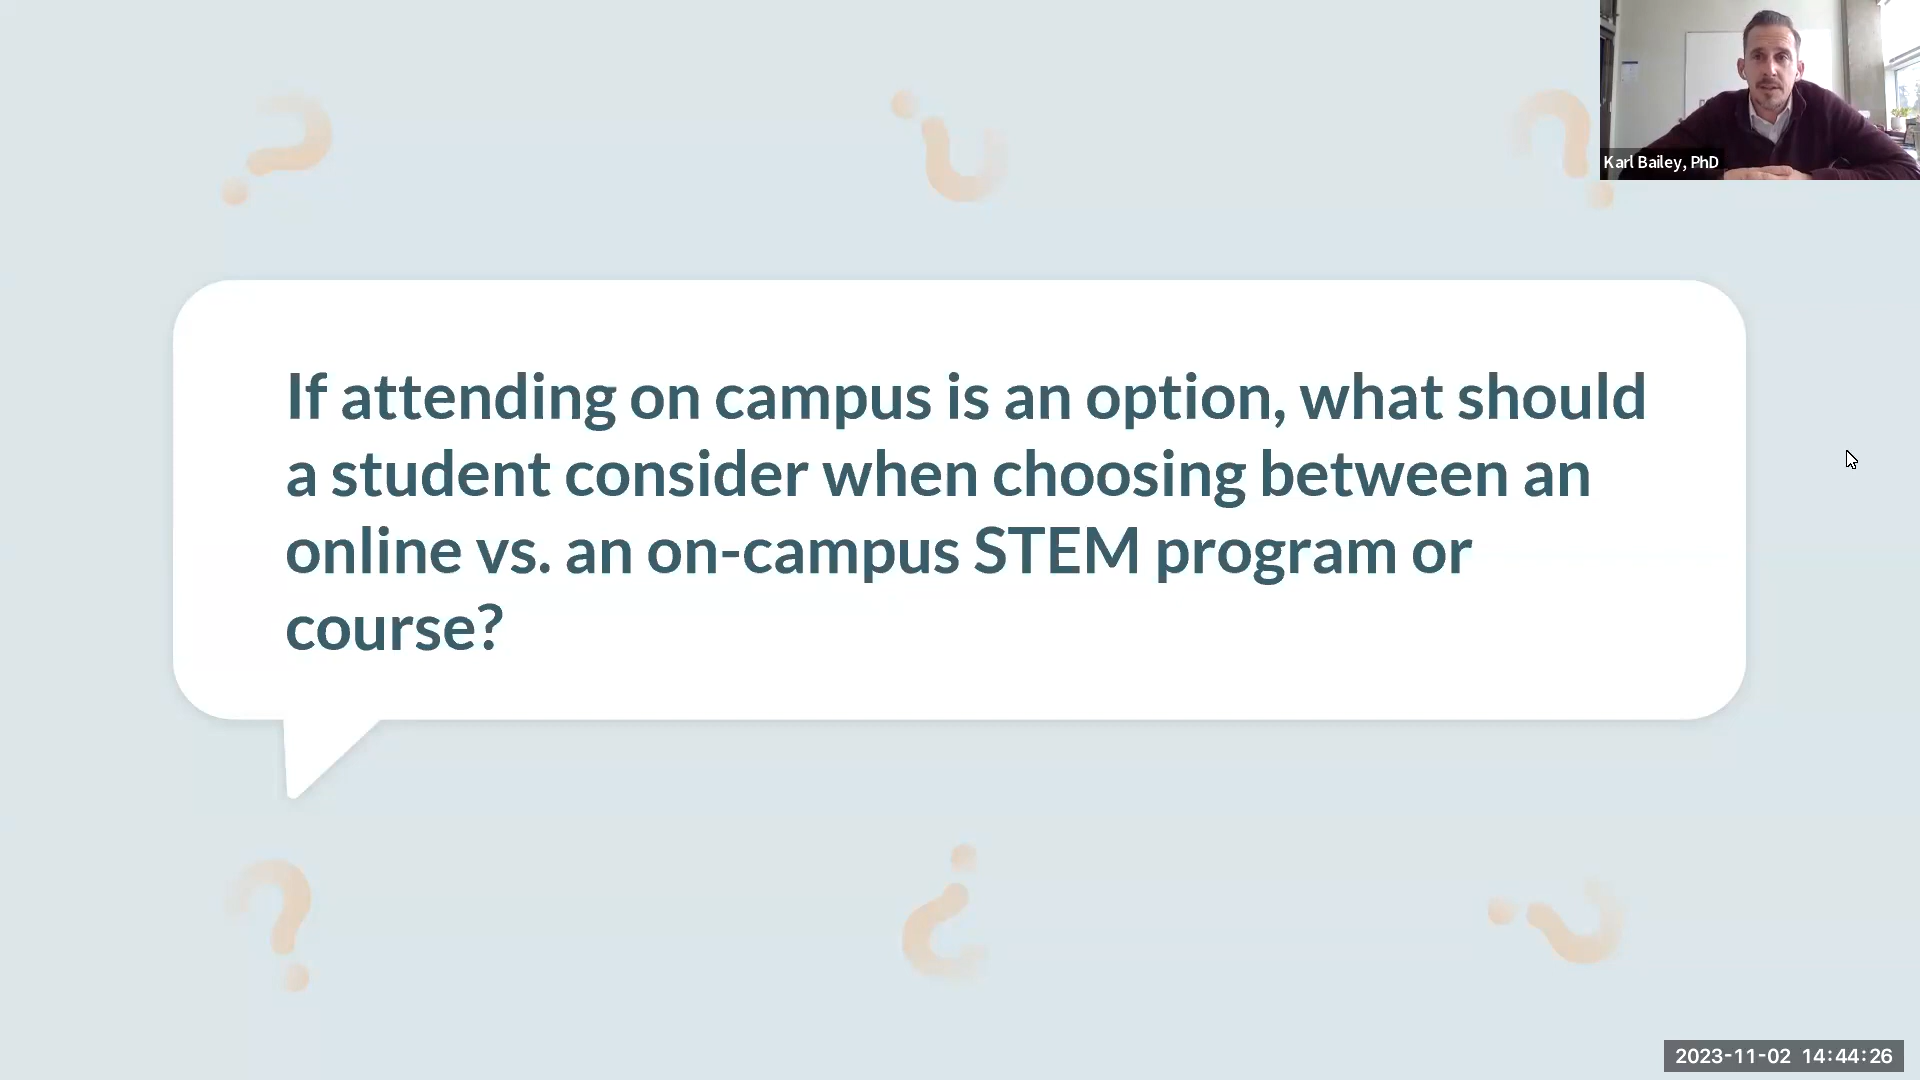 Karl Bailey, PhD
If attending on campus is an option, what should
a student consider when choosing between an
online vs. an on-campus STEM program or
course?
2023-11-02 14:44:26